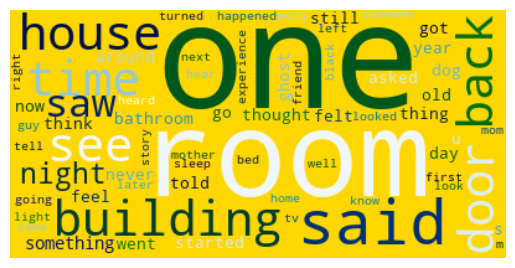 turned happened still left
house one back
right time around next experience ghost friend black got year
saw hear asked dog
now heard bathroom go thought felt looked thing old
guy think
tell see story mother sleep bed room well day door u mom
night never told first
going feel later look
light building home tv know said s
something went started m